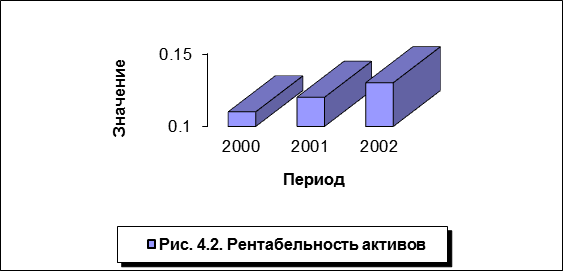 Значение
0.15
0.1
2000 2001 2002
Период
Рис. 4.2. Рентабельность активов